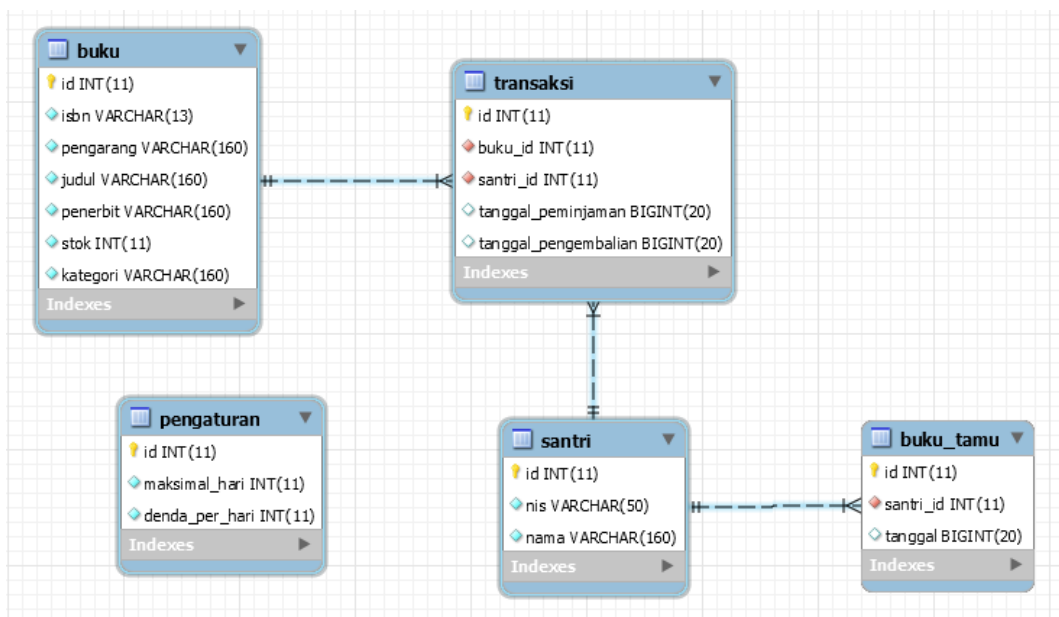 buku
id INT(11)
isbn VARCHAR(13)
pengarang VARCHAR(160)
judul VARCHAR(160)
penerbit VARCHAR(160)
stok INT(11)
kategori VARCHAR(160)
Indexes
transaksi
id INT(11)
buku_id INT(11)
santri_id INT(11)
tanggal_peminjaman BIGINT(20)
tanggal_pengembalian BIGINT(20)
Indexes
pengaturan
id INT(11)
maksimal_hari INT(11)
denda_per_hari INT(11)
Indexes
santri
id INT(11)
nis VARCHAR(50)
nama VARCHAR(160)
Indexes
buku_tamu
id INT(11)
santri_id INT(11)
tanggal BIGINT(20)
Indexes